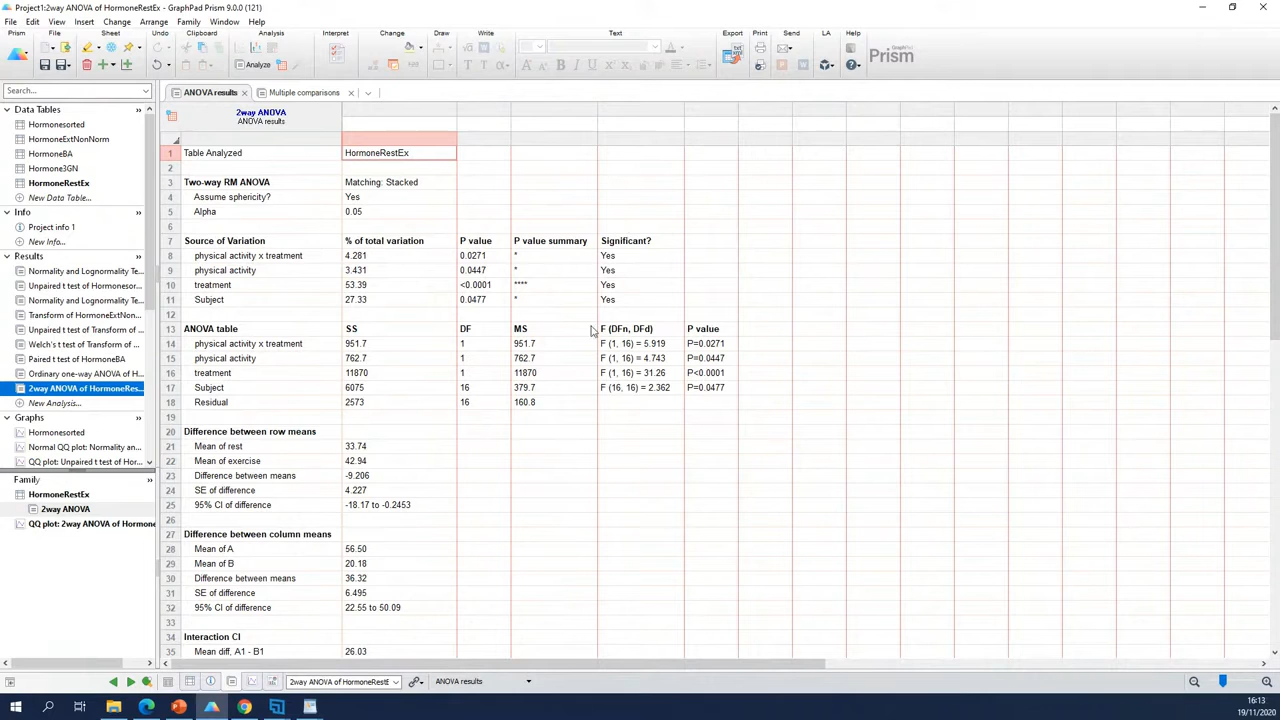 Project1:2way ANOVA of HormoneRestEx - GraphPad Prism 9.0.0 (121)
File Edit View Insert Change Arrange Family Window Help
Prism File Sheet Undo Clipboard Analysis Interpret Change Draw Write Text Export Print Send LA Help
Analyze
GraphPad
Prism
Search...
ANOVA results
Multiple comparisons
Data Tables
Hormonesorted
HormoneExtNonNorm
HormoneBA
Hormone3GN
HormoneRestEx
New Data Table...
Info
Project info 1
New Info...
Results
Normality and Lognormality Te...
Unpaired t test of Hormonesor...
Normality and Lognormality Te...
Transform of HormoneExtNon...
Unpaired t test of Transform of
Welch's t test of Transform of...
Paired t test of HormoneBA
Ordinary one-way ANOVA of H...
2way ANOVA of HormoneRes...
New Analysis...
Graphs
Hormonesorted
Normal QQ plot: Normality an...
QQ plot: Unpaired t test of Hor...
Family
HormoneRestEx
2way ANOVA
QQ plot: 2way ANOVA of Hormone
2way ANOVA
ANOVA results
1 Table Analyzed HormoneRestEx
2
3 Two-way RM ANOVA Matching: Stacked
4 Assume sphericity? Yes
5 Alpha 0.05
6
7 Source of Variation % of total variation P value P value summary Significant?
8 physical activity x treatment 4.281 0.0271 * Yes
9 physical activity 3.431 0.0447 * Yes
10 treatment 53.39 <0.0001 **** Yes
11 Subject 27.33 0.0477 * Yes
12
13 ANOVA table SS DF MS F (DFn, DFd) P value
14 physical activity x treatment 951.7 1 951.7 F (1, 16) = 5.919 P=0.0271
15 physical activity 762.7 1 762.7 F (1, 16) = 4.743 P=0.0447
16 treatment 11870 1 11870 F (1, 16) = 31.26 P<0.0001
17 Subject 6075 16 379.7 F (16, 16) = 2.362 P=0.0477
18 Residual 2573 16 160.8
19
20 Difference between row means
21 Mean of rest 33.74
22 Mean of exercise 42.94
23 Difference between means -9.206
24 SE of difference 4.227
25 95% CI of difference -18.17 to -0.2453
26
27 Difference between column means
28 Mean of A 56.50
29 Mean of B 20.18
30 Difference between means 36.32
31 SE of difference 6.495
32 95% CI of difference 22.55 to 50.09
33
34 Interaction CI
35 Mean diff, A1 - B1 26.03
2way ANOVA of HormoneRestE
ANOVA results
16:13
19/11/2020